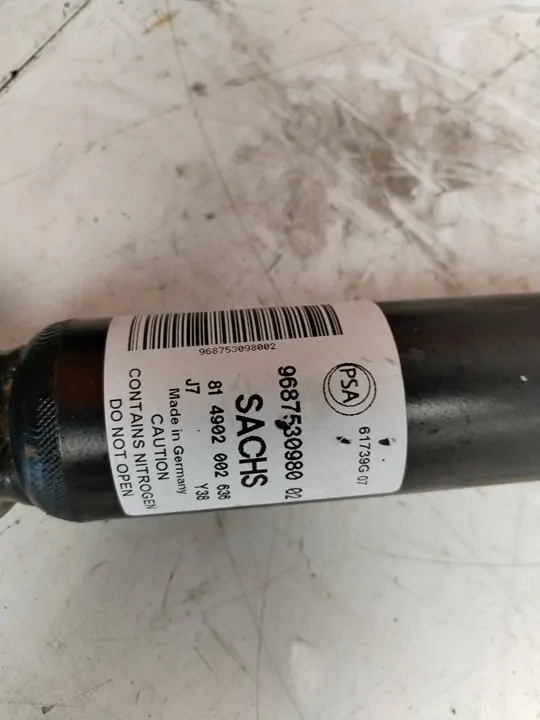 968753098002
PSA
61739G 07
9687530980 02
SACHS
81 4902 002 636
J7
Y38
Made in Germany
CAUTION
CONTAINS NITROGEN
DO NOT OPEN